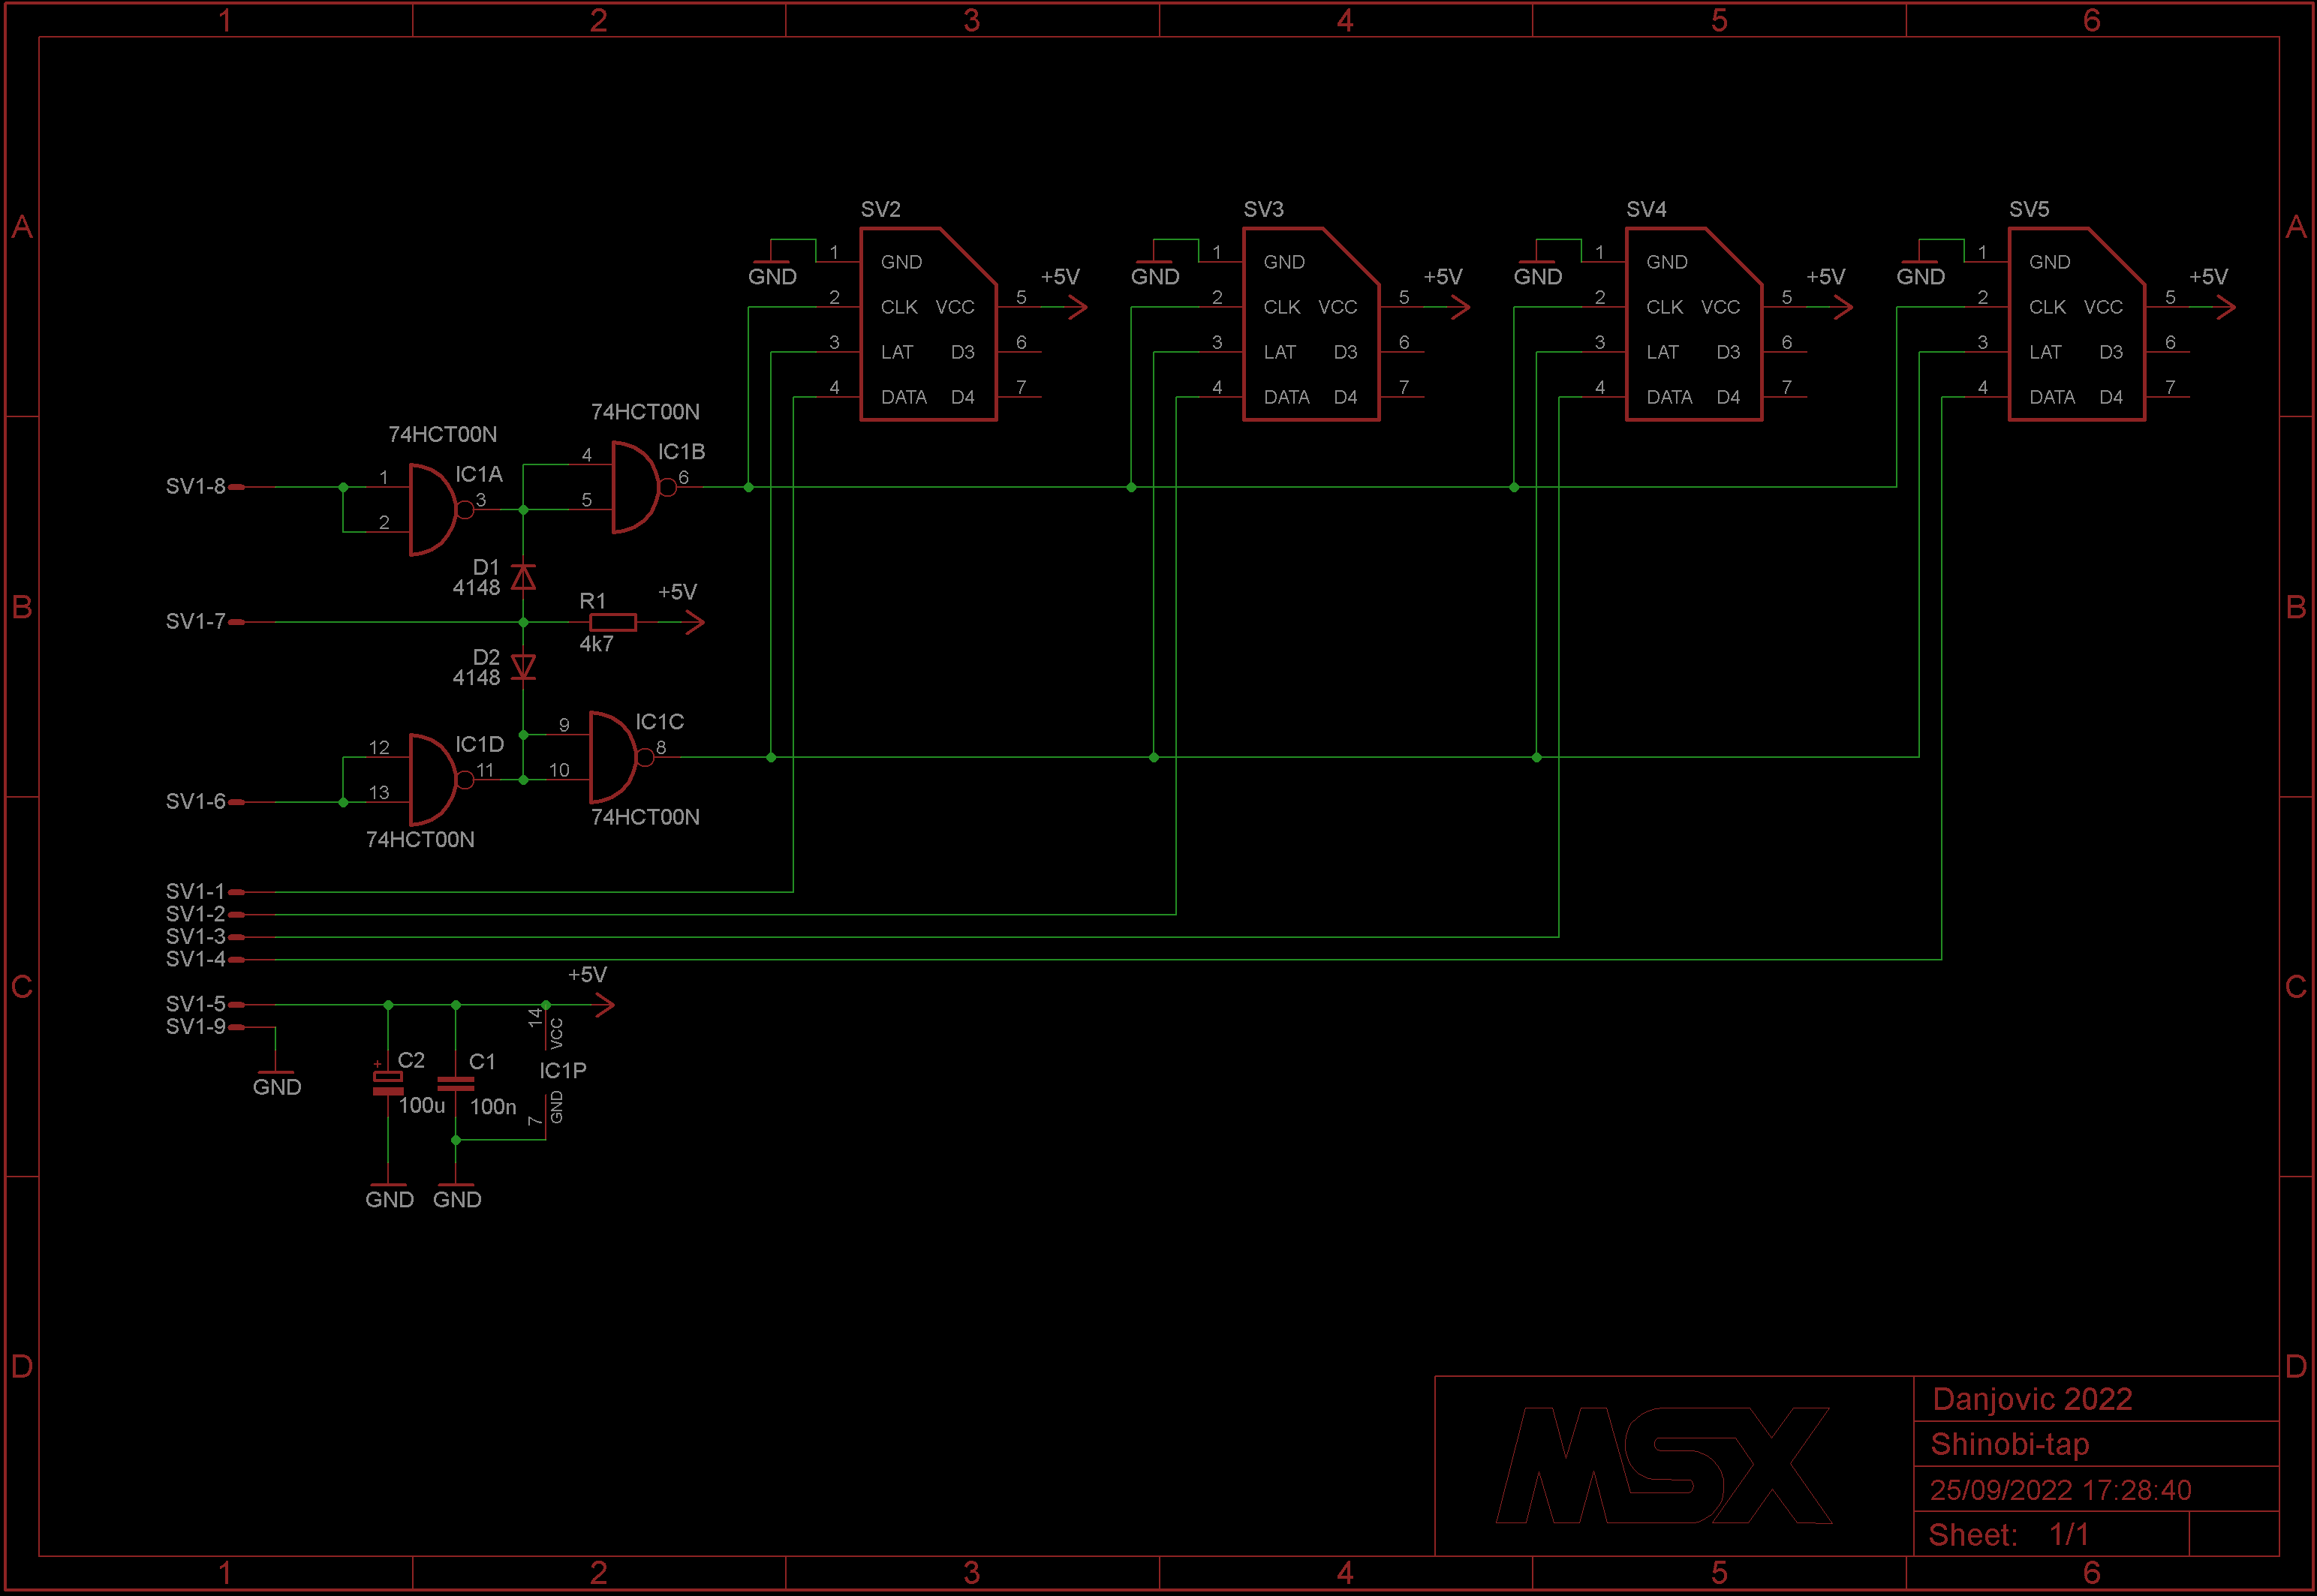 1 2 3 4 5 6
A A
SV2 SV3 SV4 SV5
1 GND
GND
+5V
2 CLK VCC 5
3 LAT D3 6
4 DATA D4 7
1 GND
GND
+5V
2 CLK VCC 5
3 LAT D3 6
4 DATA D4 7
1 GND
GND
+5V
2 CLK VCC 5
3 LAT D3 6
4 DATA D4 7
1 GND
GND
+5V
2 CLK VCC 5
3 LAT D3 6
4 DATA D4 7
74HCT00N
74HCT00N
IC1B
4
5
6
IC1A
SV1-8
1
2
3
D1
4148
B B
R1
+5V
SV1-7
4k7
D2
4148
IC1C
9
10
8
IC1D
12
13
11
SV1-6
74HCT00N
74HCT00N
SV1-1
SV1-2
SV1-3
SV1-4
+5V
C C
SV1-5
SV1-9
GND
14
VCC
+
C2
C1
IC1P
100u
100n
7
GND
GND GND
D D
MSX
Danjovic 2022
Shinobi-tap
25/09/2022 17:28:40
Sheet: 1/1
1 2 3 4 5 6